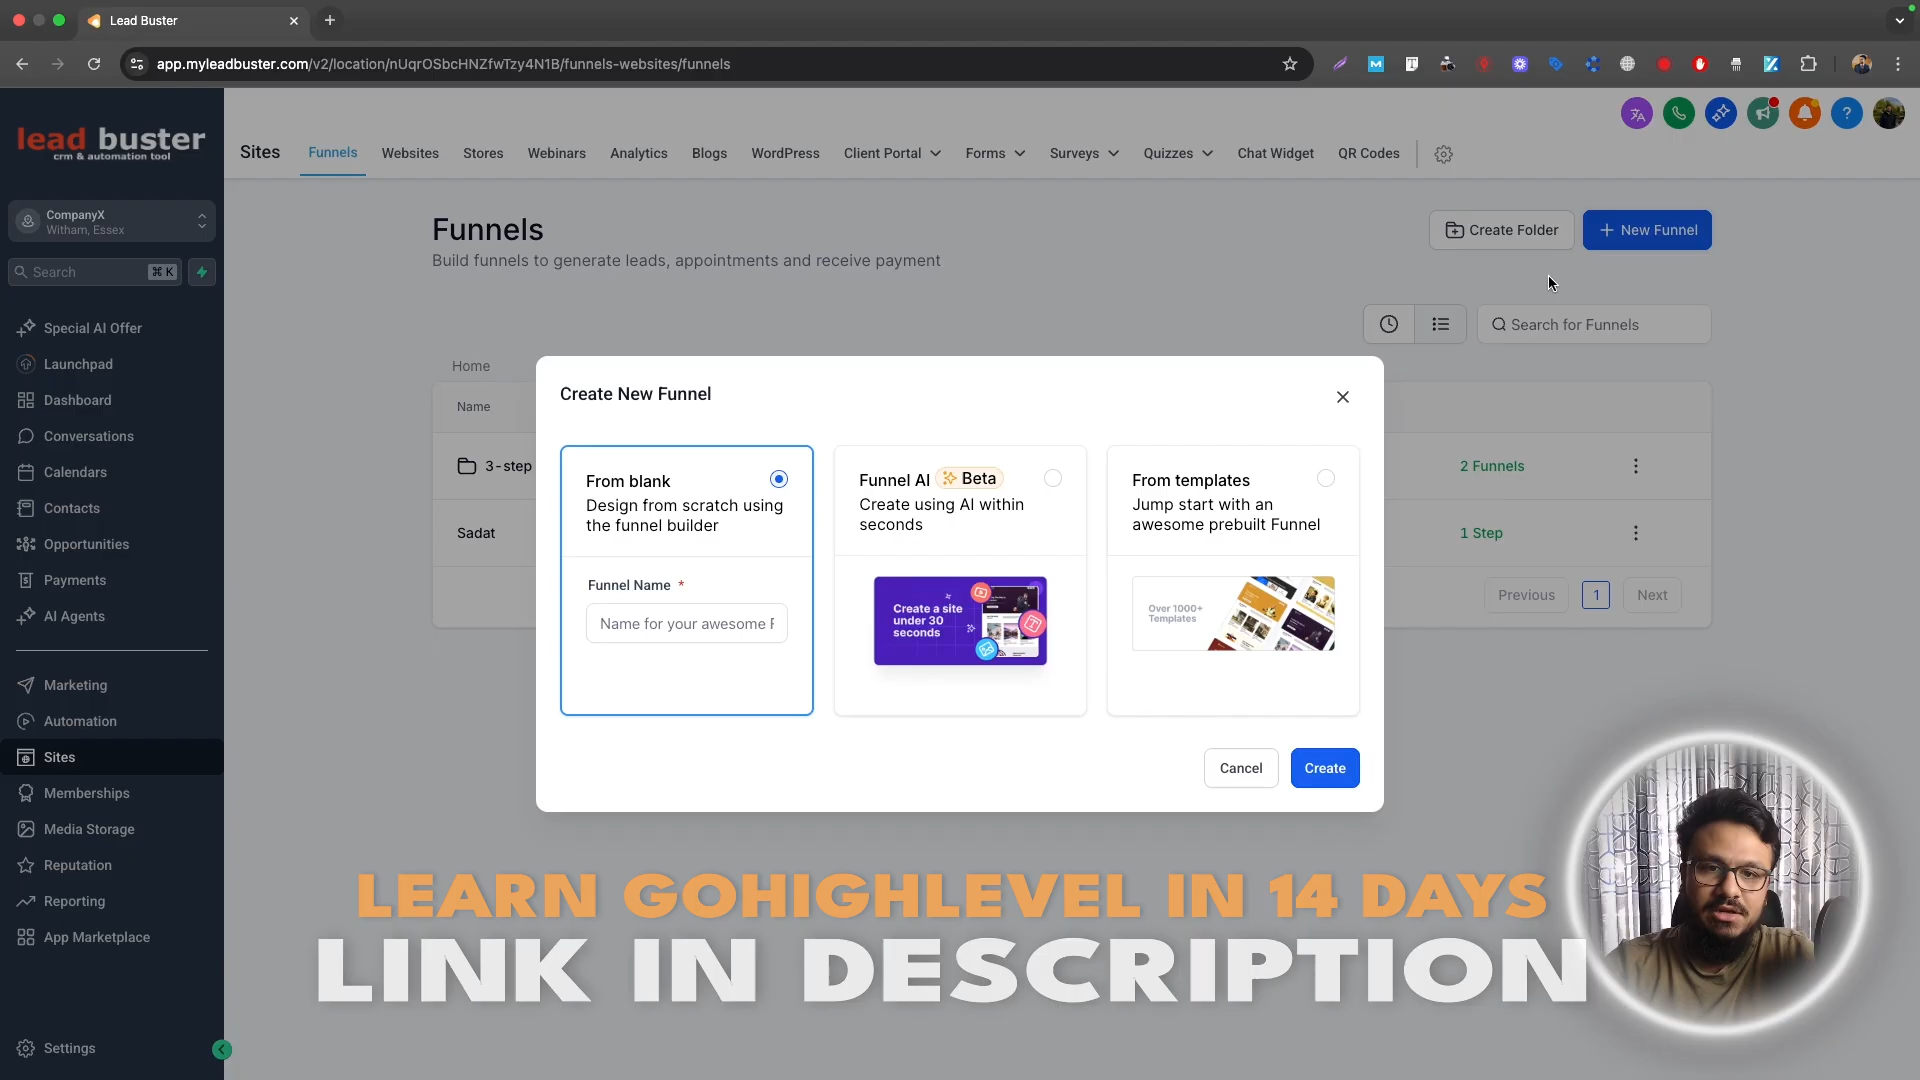 Lead Buster
app.myleadbuster.com/v2/location/nUqrOSbcHNZfwTzy4N1B/funnels-websites/funnels
lead buster
crm & automation tool
CompanyX
Witham, Essex
Search ⌘ K
Special AI Offer
Launchpad
Dashboard
Conversations
Calendars
Contacts
Opportunities
Payments
AI Agents
Marketing
Automation
Sites
Memberships
Media Storage
Reputation
Reporting
App Marketplace
Settings
Sites Funnels Websites Stores Webinars Analytics Blogs WordPress Client Portal Forms Surveys Quizzes Chat Widget QR Codes
Funnels
Build funnels to generate leads, appointments and receive payment
Create Folder
+ New Funnel
Search for Funnels
Home
Name
3-step
2 Funnels
Sadat
1 Step
Previous 1 Next
Create New Funnel
From blank
Design from scratch using
the funnel builder
Funnel Name *
Name for your awesome F
Funnel AI Beta
Create using AI within
seconds
Create a site
under 30
seconds
From templates
Jump start with an
awesome prebuilt Funnel
Over 1000+
Templates
Cancel
Create
LEARN GOHIGHLEVEL IN 14 DAYS
LINK IN DESCRIPTION